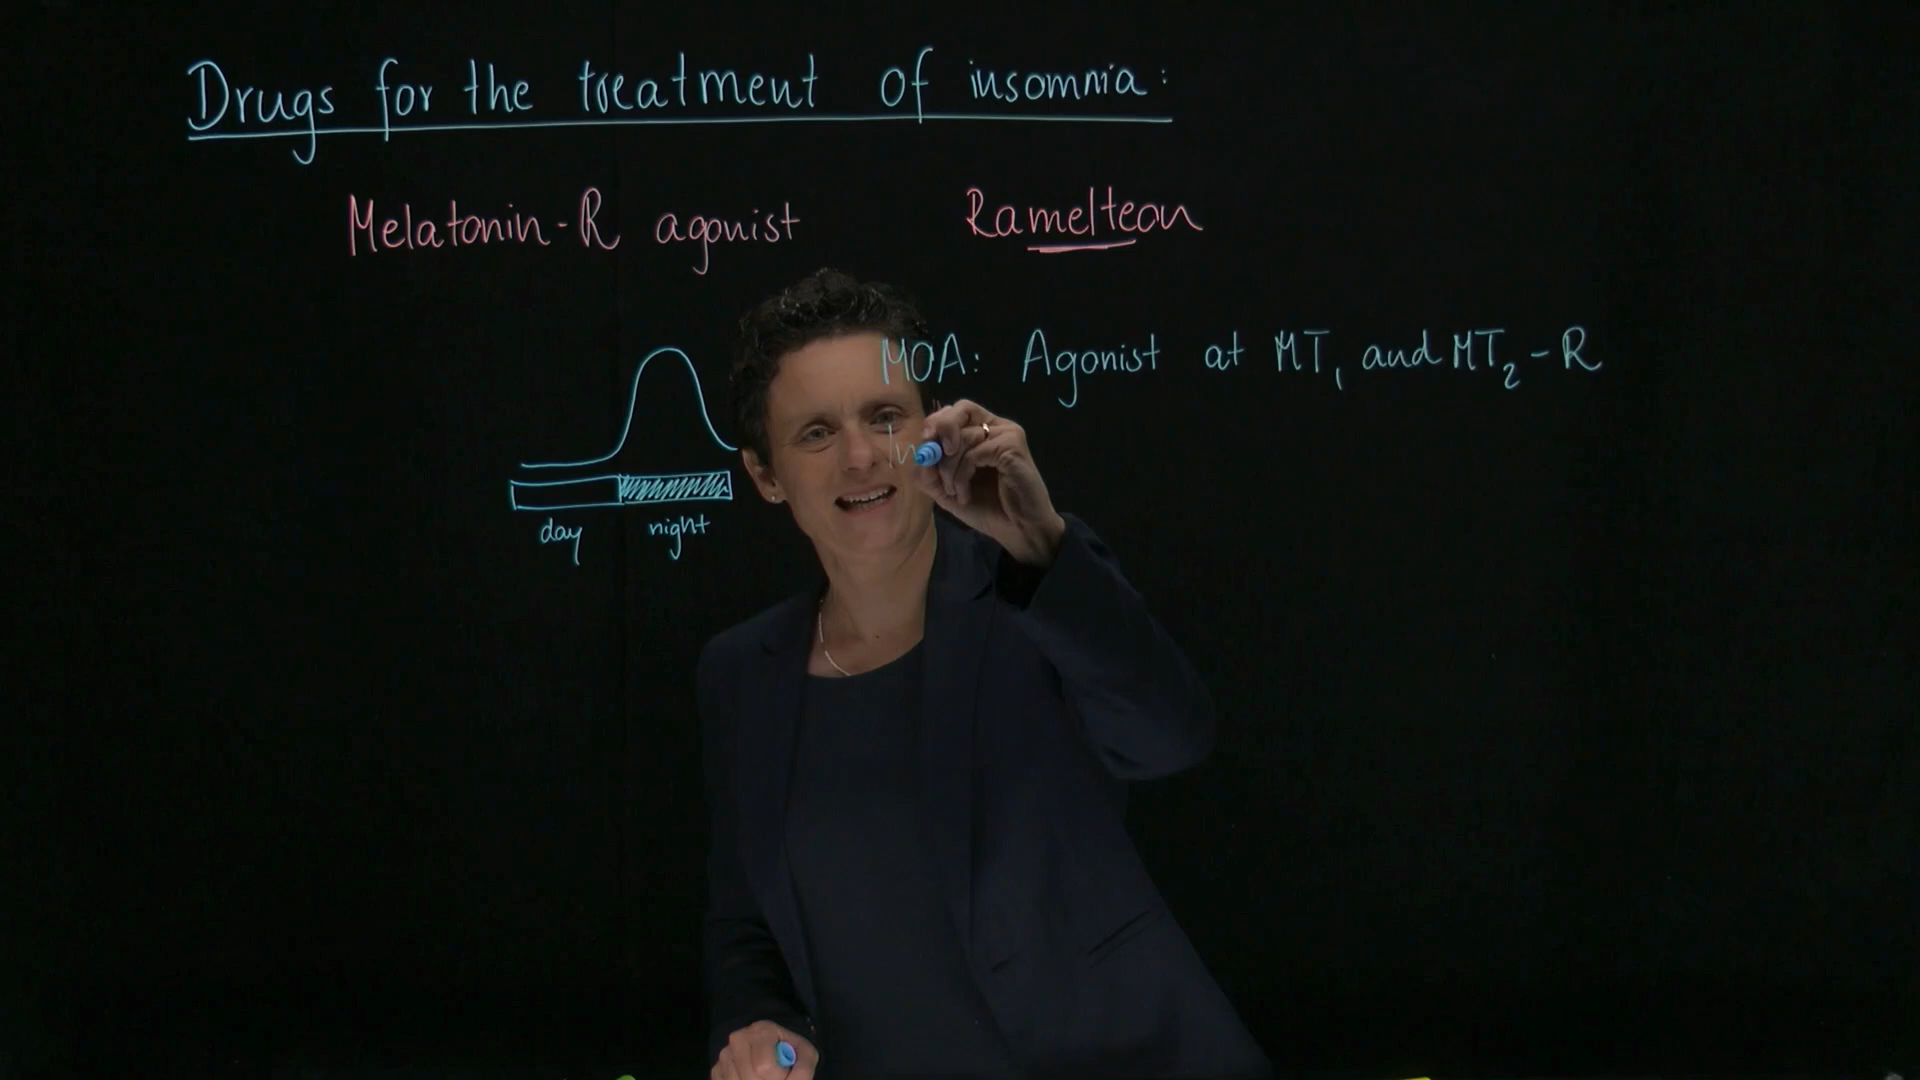 Drugs for the treatment of insomnia:
Melatonin-R agonist Ramelteon
MOA: Agonist at MT₁ and MT₂-R
day night